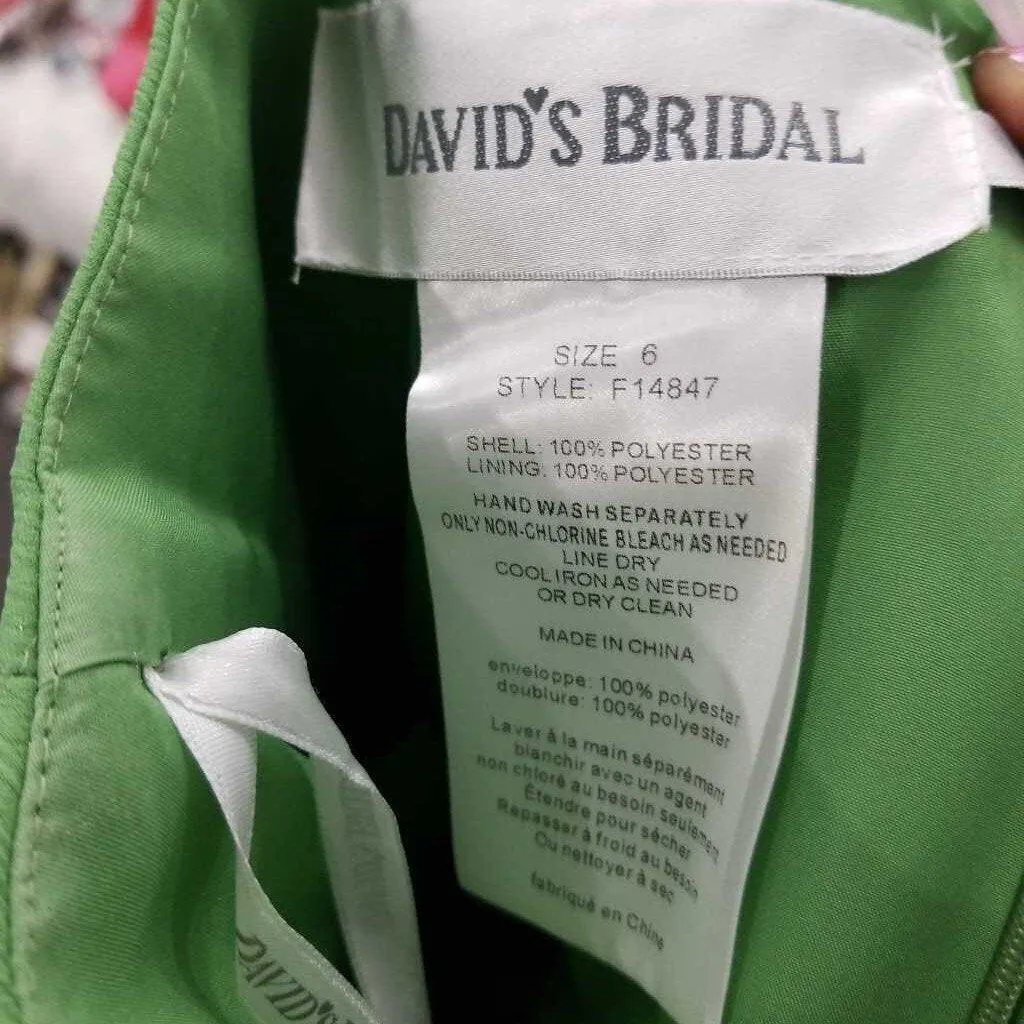 DAVID'S BRIDAL
SIZE 6
STYLE: F14847
SHELL: 100% POLYESTER
LINING: 100% POLYESTER
HAND WASH SEPARATELY
ONLY NON-CHLORINE BLEACH AS NEEDED
LINE DRY
COOL IRON AS NEEDED
OR DRY CLEAN
MADE IN CHINA
enveloppe: 100% polyester
doublure: 100% polyester
Laver à la main séparément
blanchir avec un agent
non chloré au besoin seulement
Étendre pour sécher
Repasser à froid au besoin
Ou nettoyer à sec
fabriqué en Chine
DAVID'S